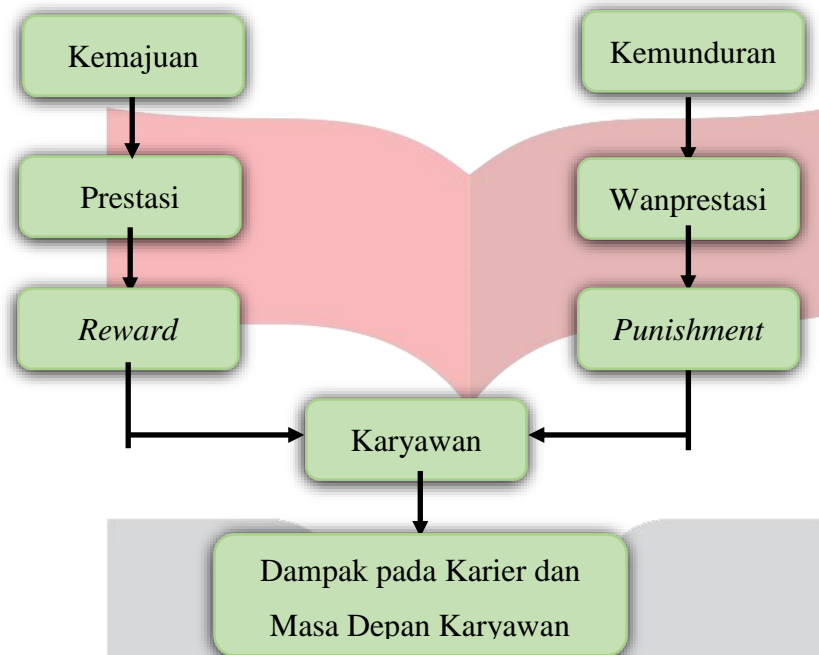 Kemajuan
Kemunduran
Prestasi
Wanprestasi
Reward
Punishment
Karyawan
Dampak pada Karier dan
Masa Depan Karyawan